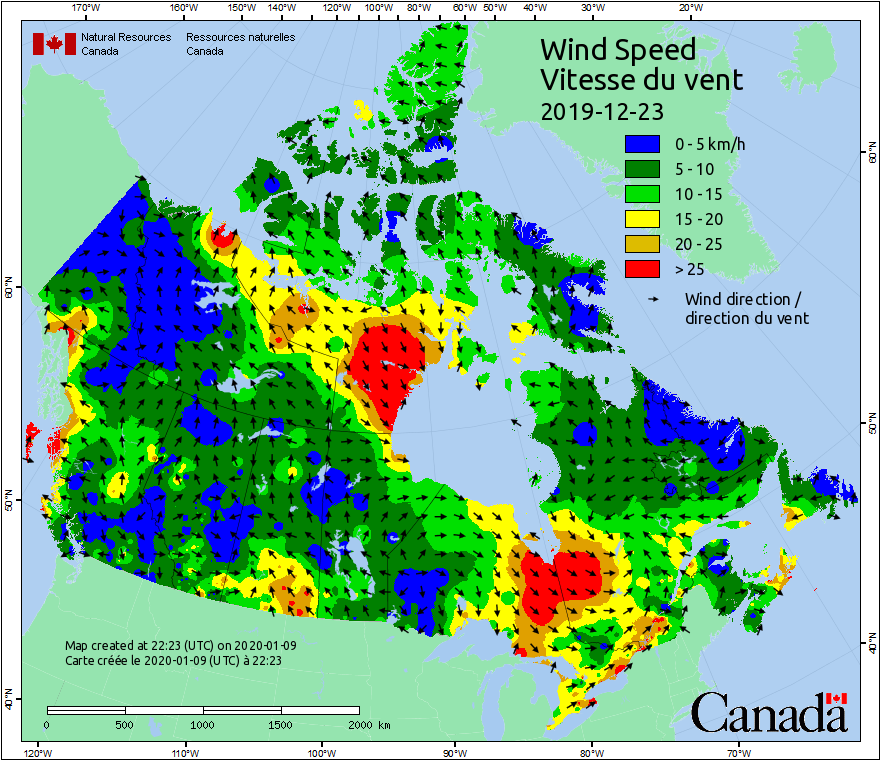 170°W 160°W 150°W 140°W 120°W 100°W 80°W 60°W 50°W 40°W 30°W 20°W
Natural Resources Ressources naturelles
Canada Canada
Wind Speed
Vitesse du vent
2019-12-23
0 - 5 km/h
5 - 10
10 - 15
15 - 20
20 - 25
> 25
Wind direction /
direction du vent
60°N
60°N
50°N
50°N
40°N
40°N
Map created at 22:23 (UTC) on 2020-01-09
Carte créée le 2020-01-09 (UTC) à 22:23
0 500 1000 1500 2000 km
Canada
120°W 110°W 100°W 90°W 80°W 70°W